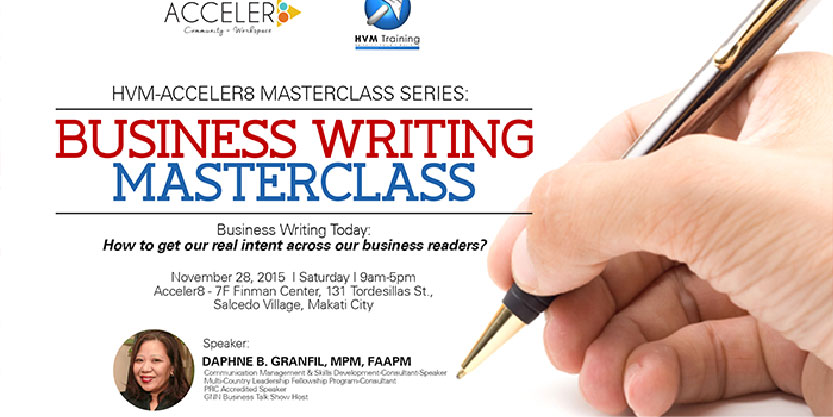 ACCELER
Community + Workspace
HVM Training
HVM-ACCELER8 MASTERCLASS SERIES:
BUSINESS WRITING
MASTERCLASS
Business Writing Today:
How to get our real intent across our business readers?
November 28, 2015 I Saturday I 9am-5pm
Acceler8 - 7F Finman Center, 131 Tordesillas St.,
Salcedo Village, Makati City
Speaker:
DAPHNE B. GRANFIL, MPM, FAAPM
Communication Management & Skills Development-Consultant-Speaker
Multi-Country Leadership Fellowship Program-Consultant
PRC Accredited Speaker
GNN Business Talk Show Host